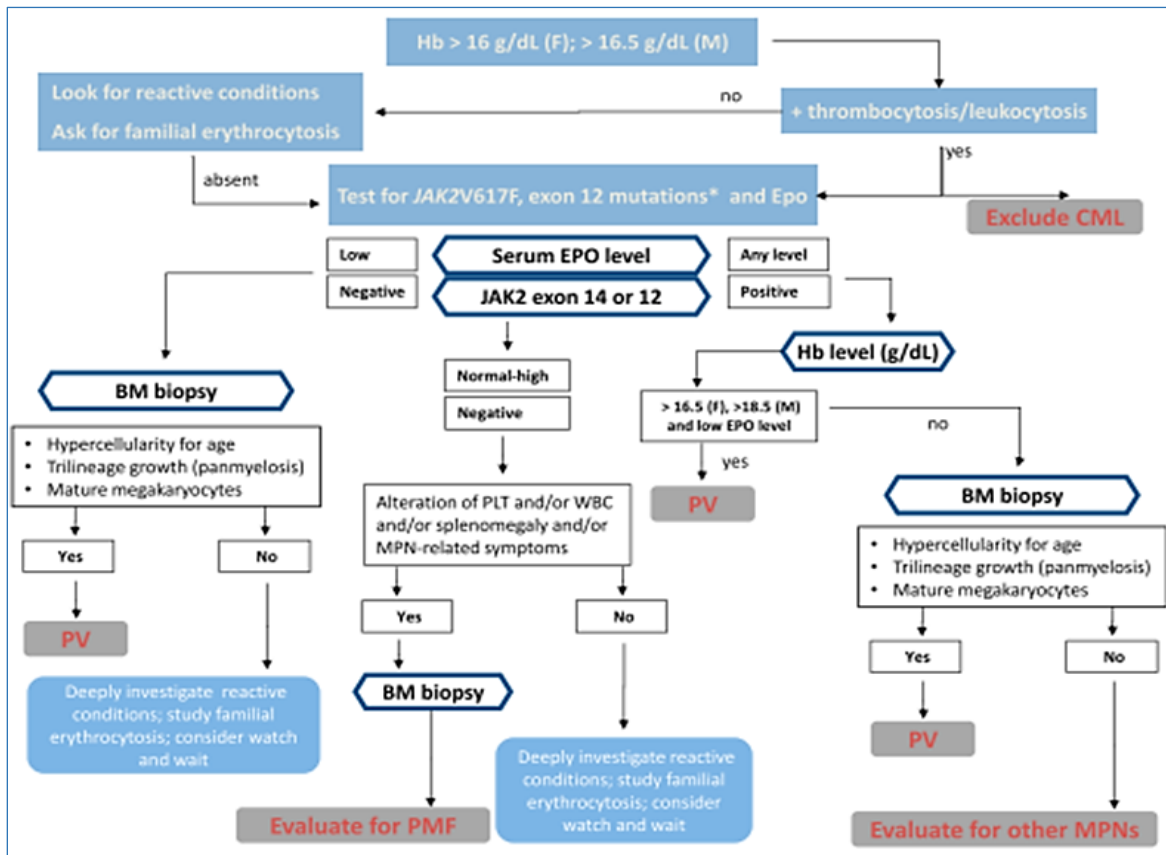 Hb > 16 g/dL (F); > 16.5 g/dL (M)
Look for reactive conditions
Ask for familial erythrocytosis
no
+ thrombocytosis/leukocytosis
absent
yes
Test for JAK2V617F, exon 12 mutations* and Epo
Exclude CML
Low
Serum EPO level
Any level
Negative
JAK2 exon 14 or 12
Positive
Hb level (g/dL)
BM biopsy
Normal-high
Negative
> 16.5 (F), >18.5 (M)
and low EPO level
no
yes
• Hypercellularity for age
• Trilineage growth (panmyelosis)
• Mature megakaryocytes
Alteration of PLT and/or WBC
and/or splenomegaly and/or
MPN-related symptoms
PV
BM biopsy
• Hypercellularity for age
• Trilineage growth (panmyelosis)
• Mature megakaryocytes
Yes
No
Yes
No
Yes
No
PV
BM biopsy
PV
Deeply investigate reactive
conditions; study familial
erythrocytosis; consider watch
and wait
Deeply investigate reactive
conditions; study familial
erythrocytosis; consider
watch and wait
Evaluate for PMF
Evaluate for other MPNs